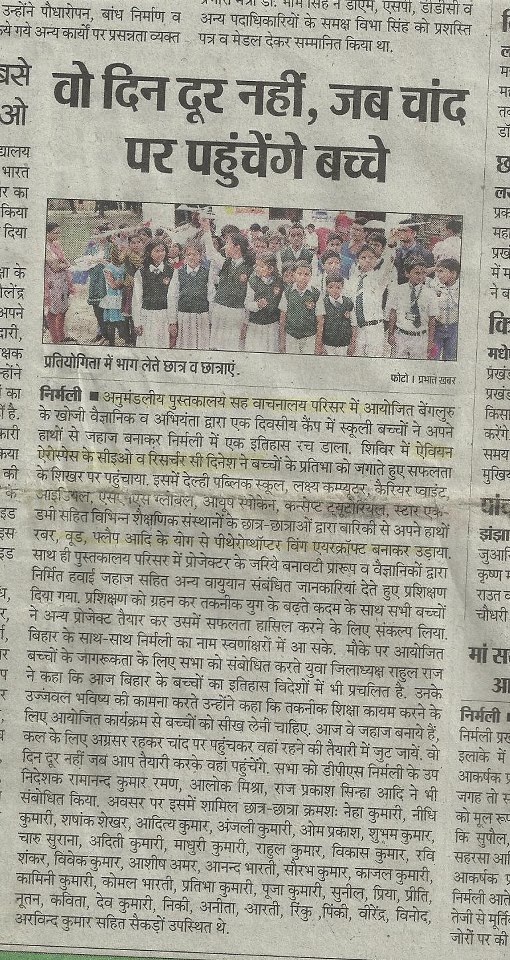 उन्होंने पौधारोपन, बांध निर्माण व
किये गये अन्य कार्यों पर प्रसन्नता व्यक्त
डॉ. भीम सिंह ने डीएम, एसपी, डीडीसी व
अन्य पदाधिकारियों के समक्ष विभा सिंह को प्रशस्ति
पत्र व मेडल देकर सम्मानित किया था.
वो दिन दूर नहीं, जब चांद
पर पहुंचेंगे बच्चे
प्रतियोगिता में भाग लेते छात्र व छात्राएं.
फोटो । प्रभात खबर
निर्मली ■ अनुमंडलीय पुस्तकालय सह वाचनालय परिसर में आयोजित बेंगलुरु
के खोजी वैज्ञानिक व अभियंता द्वारा एक दिवसीय कैंप में स्कूली बच्चों ने अपने
हाथों से जहाज बनाकर निर्मली में एक इतिहास रच डाला. शिविर में ऐवियन
ऐरोस्पेस के सीइओ व रिसर्चर सी दिनेश ने बच्चों के प्रतिभा को जगाते हुए सफलता
के शिखर पर पहुंचाया. इसमें देल्ही पब्लिक स्कूल, लक्ष्य कम्प्यूटर, कैरियर प्वाइंट,
आइडियल, एस एस ग्लोबल, आयुष स्पोकेन, कन्सेप्ट ट्यूटोरियल, स्टार एके-
डमी सहित विभिन्न शैक्षणिक संस्थानों के छात्र-छात्राओं द्वारा बारिकी से अपने हाथों
रबर, वूड, फ्लेप आदि के योग से पीथेरोप्थॉप्टर विंग एयरक्रॉफ्ट बनाकर उड़ाया.
साथ ही पुस्तकालय परिसर में प्रोजेक्टर के जरिये बनावटी प्रारूप व वैज्ञानिकों द्वारा
निर्मित हवाई जहाज सहित अन्य वायुयान संबंधित जानकारियां देते हुए प्रशिक्षण
दिया गया. प्रशिक्षण को ग्रहन कर तकनीक युग के बढ़ते कदम के साथ सभी बच्चों
ने अन्य प्रोजेक्ट तैयार कर उसमें सफलता हासिल करने के लिए संकल्प लिया.
बिहार के साथ-साथ निर्मली का नाम स्वर्णाक्षरों में आ सके. मौके पर आयोजित
बच्चों के जागरूकता के लिए सभा को संबोधित करते युवा जिलाध्यक्ष राहुल राज
ने कहा कि आज बिहार के बच्चों का इतिहास विदेशों में भी प्रचलित है. उनके
उज्जंवल भविष्य की कामना करते उन्होंने कहा कि तकनीक शिक्षा कायम करने के
लिए आयोजित कार्यक्रम से बच्चों को सीख लेनी चाहिए. आज वे जहाज बनाये हैं,
कल के लिए अग्रसर रहकर चांद पर पहुंचकर वहां रहने की तैयारी में जुट जायें. वो
दिन दूर नहीं जब आप तैयारी करके वहां पहुंचेंगे. सभा को डीपीएस निर्मली के उप
निदेशक रामानन्द कुमार रमण, आलोक मिश्रा, राज प्रकाश सिन्हा आदि ने भी
संबोधित किया. अवसर पर इसमें शामिल छात्र-छात्रा क्रमशः नेहा कुमारी, नीधि
कुमारी, शषांक शेखर, आदित्य कुमार, अंजली कुमारी, ओम प्रकाश, शुभम कुमार,
चारु सुराना, अदिती कुमारी, माधुरी कुमारी, राहुल कुमार, विकास कुमार, रवि
शंकर, विवेक कुमार, आशीष अमर, आनन्द भारती, सौरभ कुमार, काजल कुमारी,
कामिनी कुमारी, कोमल भारती, प्रतिभा कुमारी, पूजा कुमारी, सुनील, प्रिया, प्रीति,
नूतन, कविता, देव कुमारी, निकी, अनीता, आरती, रिंकु ,पिंकी, वीरेंद्र, विनोद,
अरविन्द कुमार सहित सैकड़ों उपस्थित थे.